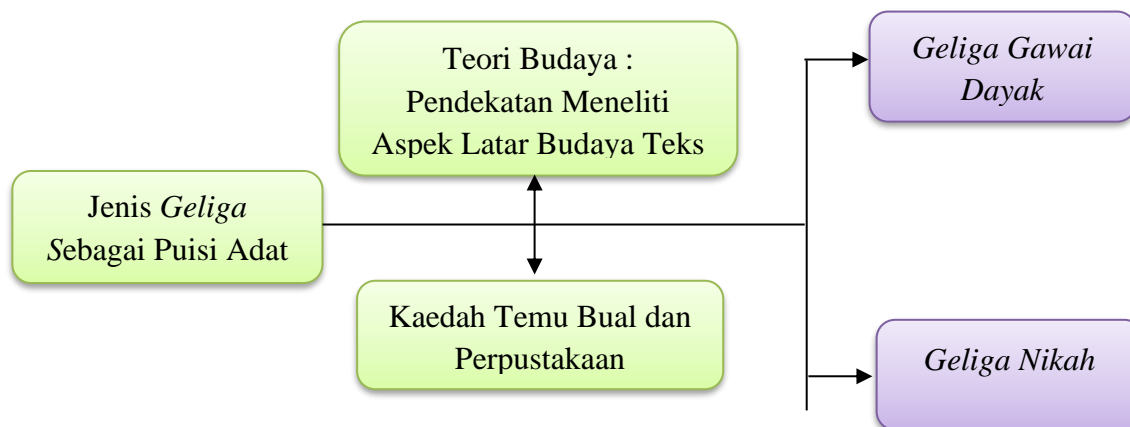 Jenis Geliga
Sebagai Puisi Adat
Teori Budaya :
Pendekatan Meneliti
Aspek Latar Budaya Teks
Kaedah Temu Bual dan
Perpustakaan
Geliga Gawai
Dayak
Geliga Nikah